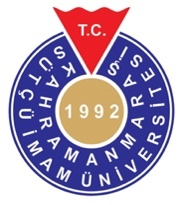 T.C.
KAHRAMANMARAŞ
SÜTÇÜ İMAM ÜNİVERSİTESİ
1992